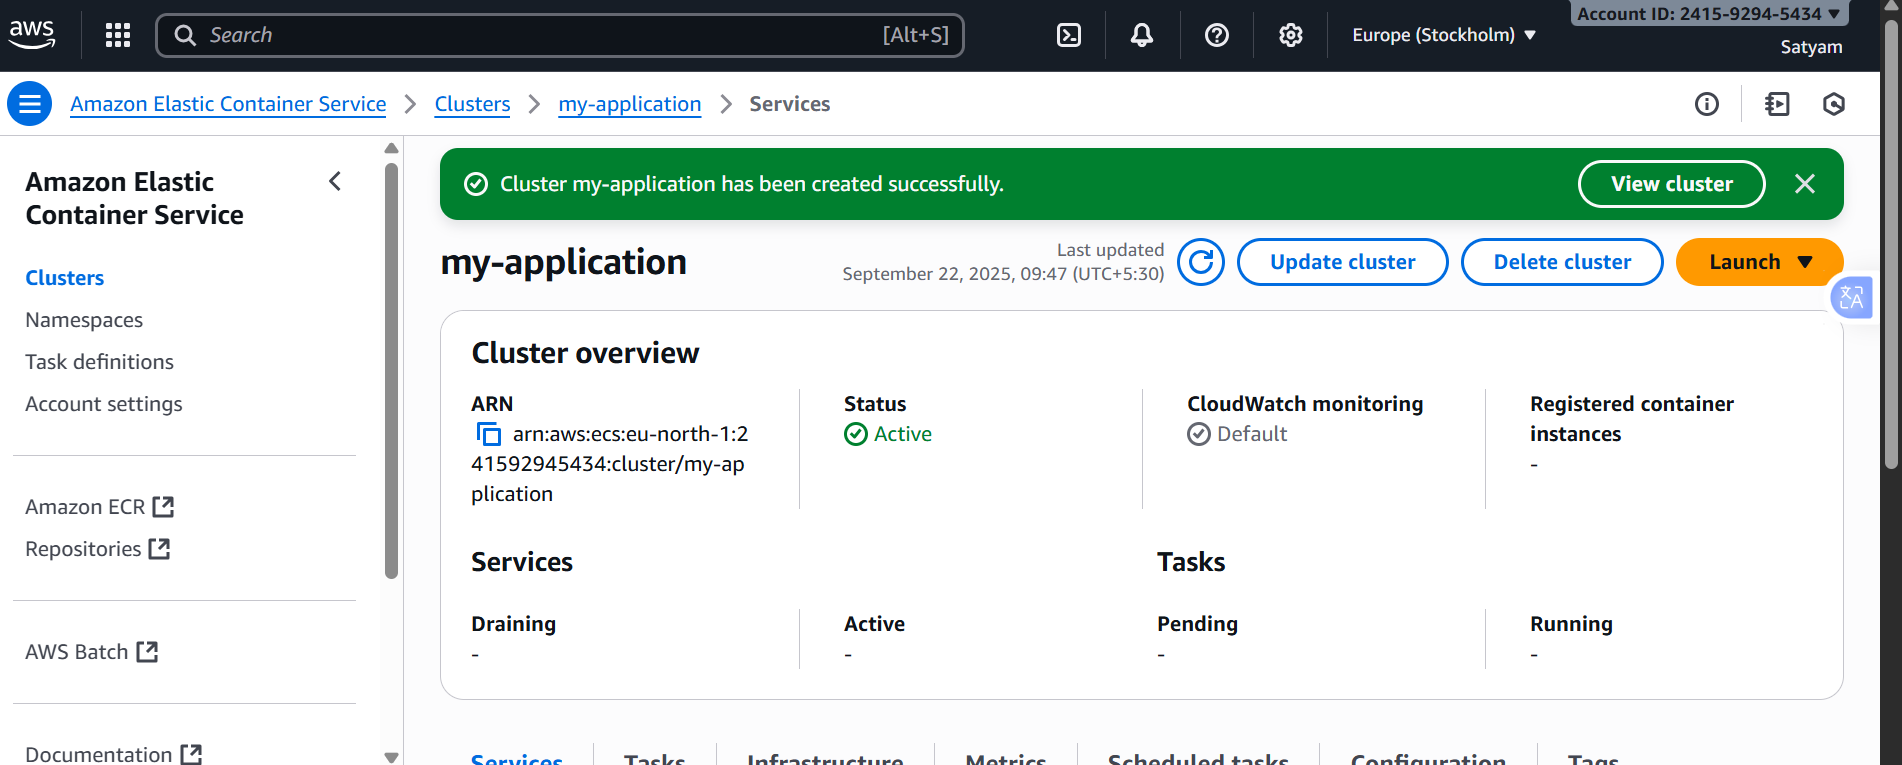 aws
Search [Alt+S]
Europe (Stockholm)
Account ID: 2415-9294-5434
Satyam
Amazon Elastic Container Service
Clusters
my-application
Services
Amazon Elastic
Container Service
Clusters
Namespaces
Task definitions
Account settings
Amazon ECR
Repositories
AWS Batch
Documentation
Cluster my-application has been created successfully.
View cluster
my-application
Last updated
September 22, 2025, 09:47 (UTC+5:30)
Update cluster
Delete cluster
Launch
Cluster overview
ARN
arn:aws:ecs:eu-north-1:2
41592945434:cluster/my-ap
plication
Status
Active
CloudWatch monitoring
Default
Registered container
instances
-
Services
Tasks
Draining
-
Active
-
Pending
-
Running
-
Services
Tasks
Infrastructure
Metrics
Scheduled tasks
Configuration
Tags